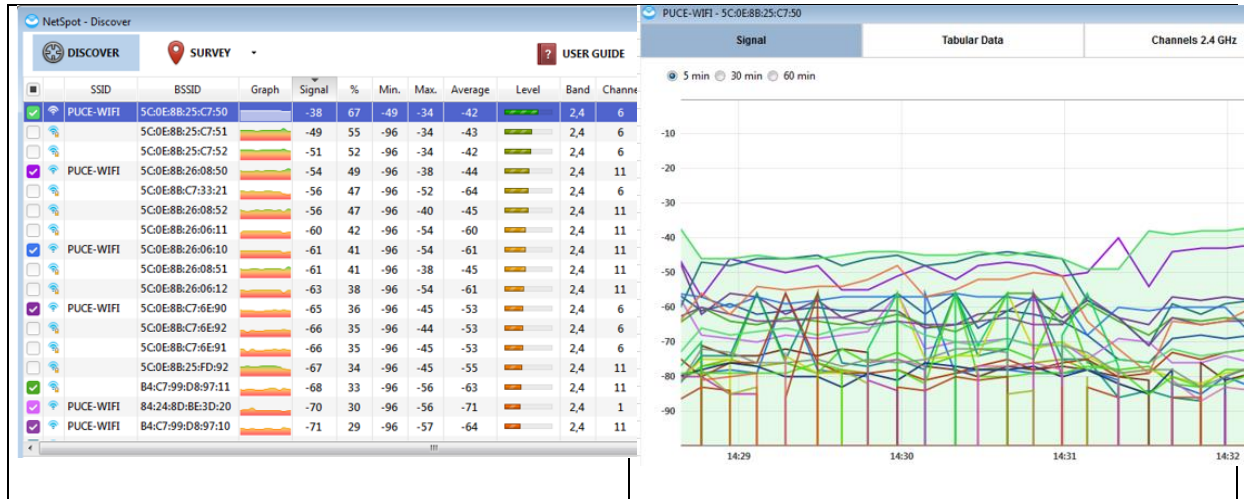 NetSpot - Discover
DISCOVER SURVEY USER GUIDE
SSID BSSID Graph Signal % Min. Max. Average Level Band Channe
PUCE-WIFI 5C:0E:8B:25:C7:50 -38 67 -49 -34 -42 2,4 6
5C:0E:8B:25:C7:51 -49 55 -96 -34 -43 2,4 6
5C:0E:8B:25:C7:52 -51 52 -96 -34 -42 2,4 6
PUCE-WIFI 5C:0E:8B:26:08:50 -54 49 -96 -38 -44 2,4 11
5C:0E:8B:C7:33:21 -56 47 -96 -52 -64 2,4 6
5C:0E:8B:26:08:52 -56 47 -96 -40 -45 2,4 11
5C:0E:8B:26:06:11 -60 42 -96 -54 -60 2,4 11
PUCE-WIFI 5C:0E:8B:26:06:10 -61 41 -96 -54 -61 2,4 11
5C:0E:8B:26:08:51 -61 41 -96 -38 -45 2,4 11
5C:0E:8B:26:06:12 -63 38 -96 -54 -61 2,4 11
PUCE-WIFI 5C:0E:8B:C7:6E:90 -65 36 -96 -45 -53 2,4 6
5C:0E:8B:C7:6E:92 -66 35 -96 -44 -53 2,4 6
5C:0E:8B:C7:6E:91 -66 35 -96 -45 -53 2,4 6
5C:0E:8B:25:FD:92 -67 34 -96 -45 -55 2,4 11
B4:C7:99:D8:97:11 -68 33 -96 -56 -63 2,4 11
PUCE-WIFI 84:24:8D:BE:3D:20 -70 30 -96 -56 -71 2,4 1
PUCE-WIFI B4:C7:99:D8:97:10 -71 29 -96 -57 -64 2,4 11
PUCE-WIFI - 5C:0E:8B:25:C7:50
Signal Tabular Data Channels 2.4 GHz
5 min 30 min 60 min
-10
-20
-30
-40
-50
-60
-70
-80
-90
14:29 14:30 14:31 14:32